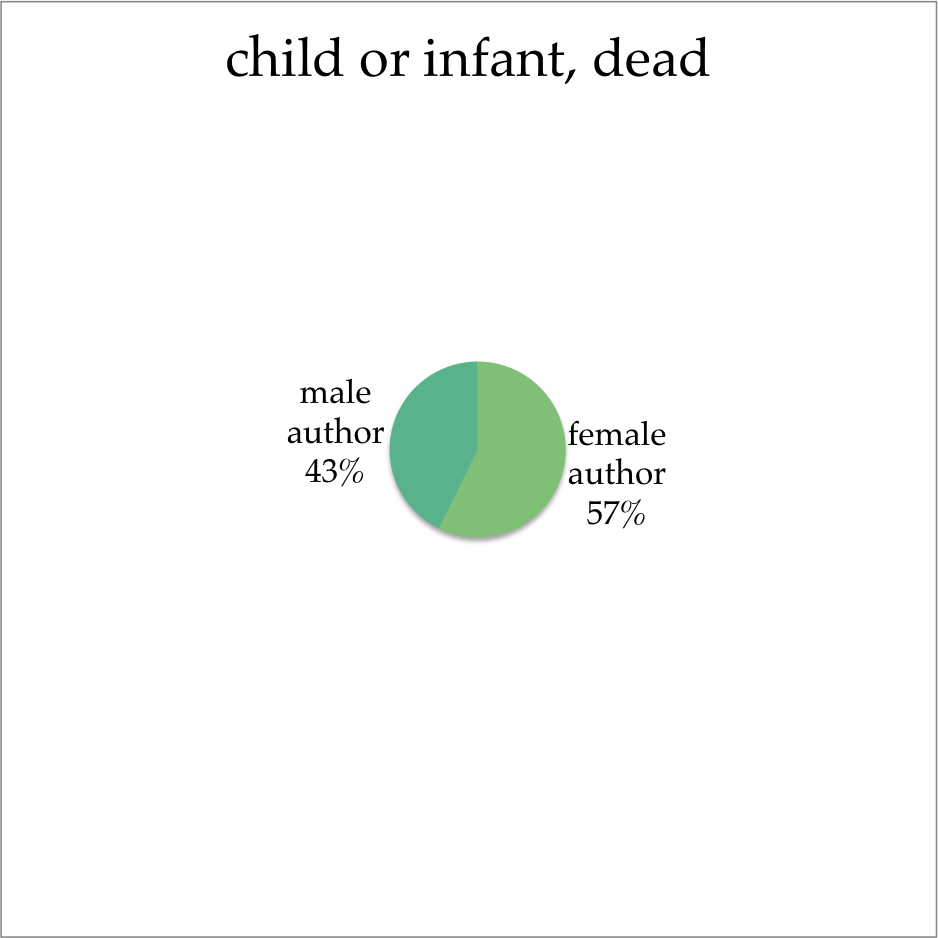 child or infant, dead
male
author
43%
female
author
57%